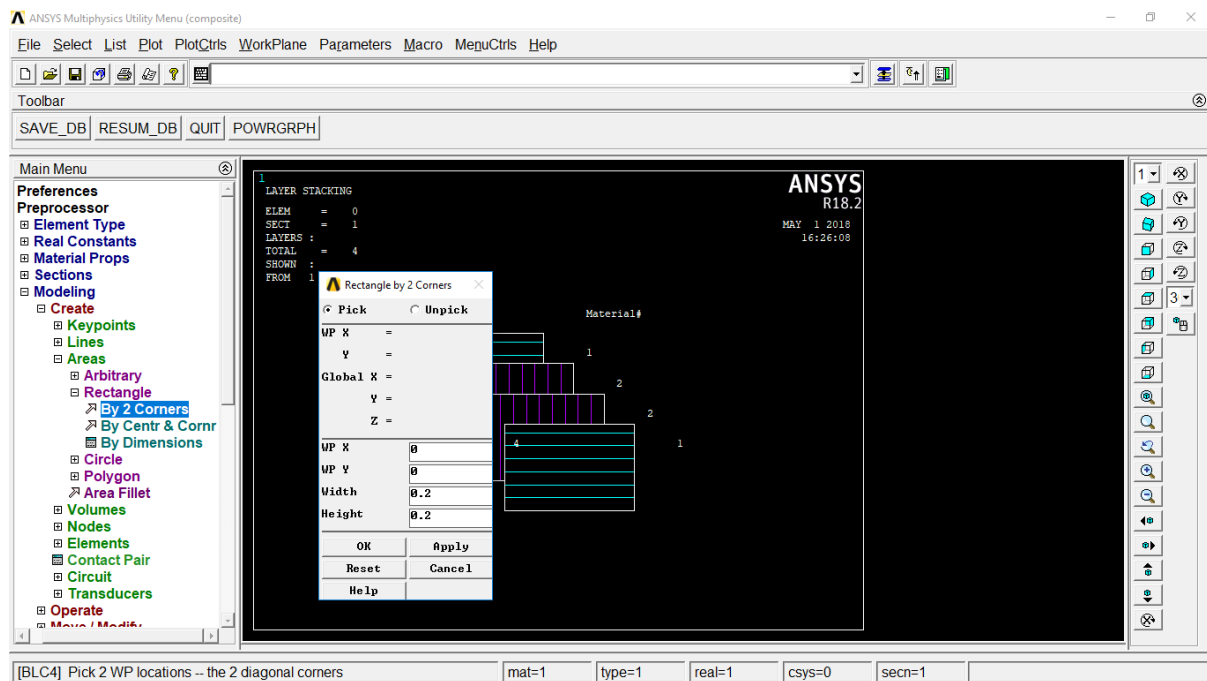 ANSYS Multiphysics Utility Menu (composite)
File Select List Plot PlotCtrls WorkPlane Parameters Macro MenuCtrls Help
Toolbar
SAVE_DB RESUM_DB QUIT POWRGRPH
Main Menu
Preferences
Preprocessor
Element Type
Real Constants
Material Props
Sections
Modeling
Create
Keypoints
Lines
Areas
Arbitrary
Rectangle
By 2 Corners
By Centr & Cornr
By Dimensions
Circle
Polygon
Area Fillet
Volumes
Nodes
Elements
Contact Pair
Circuit
Transducers
Operate
Move / Modify
1
LAYER STACKING
ELEM = 0
SECT = 1
LAYERS :
TOTAL = 4
SHOWN :
FROM 1
ANSYS
R18.2
MAY 1 2018
16:26:08
Rectangle by 2 Corners
Pick Unpick
WP X =
Y =
Global X =
Y =
Z =
WP X 0
WP Y 0
Width 0.2
Height 0.2
OK Apply
Reset Cancel
Help
Material#
1
2
2
4 1
1
3
[BLC4] Pick 2 WP locations -- the 2 diagonal corners mat=1 type=1 real=1 csys=0 secn=1